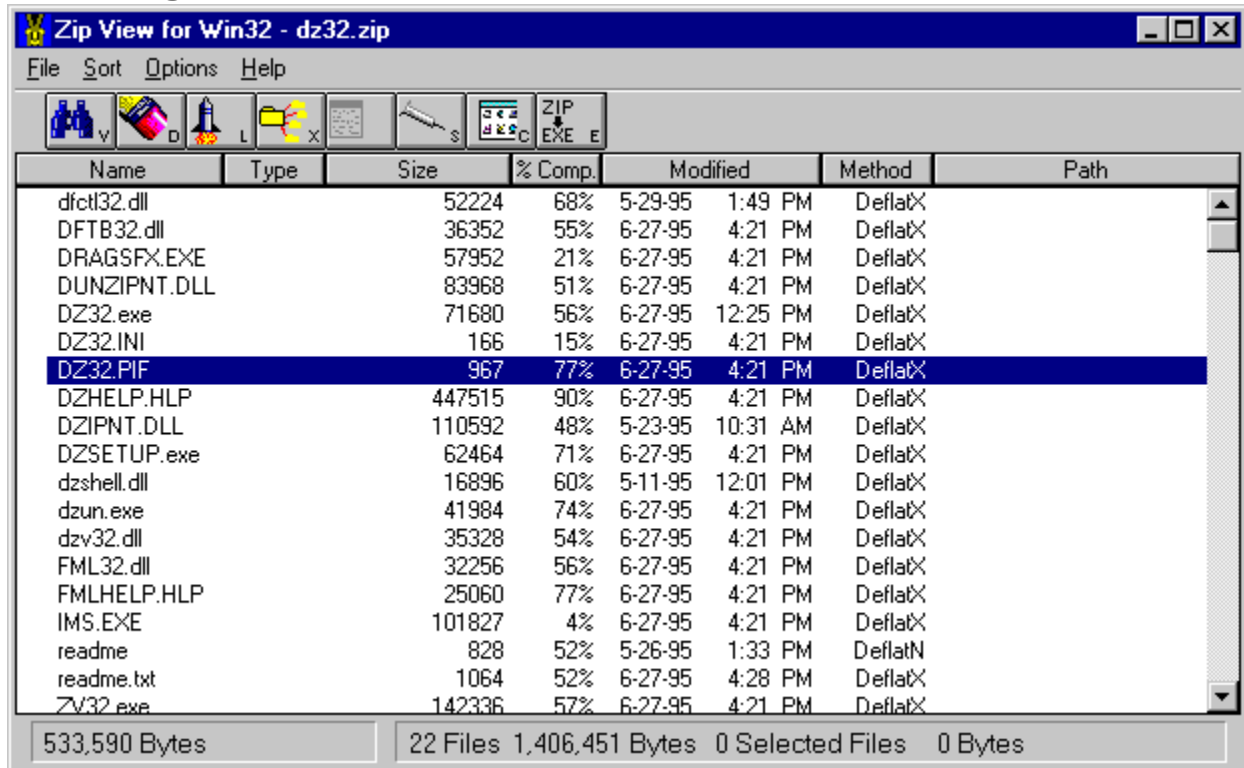 Zip View for Win32 - dz32.zip
File Sort Options Help
V D L X S C ZIP EXE E
Name Type Size % Comp. Modified Method Path
dfctl32.dll 52224 68% 5-29-95 1:49 PM DeflatX
DFTB32.dll 36352 55% 6-27-95 4:21 PM DeflatX
DRAGSFX.EXE 57952 21% 6-27-95 4:21 PM DeflatX
DUNZIPNT.DLL 83968 51% 6-27-95 4:21 PM DeflatX
DZ32.exe 71680 56% 6-27-95 12:25 PM DeflatX
DZ32.INI 166 15% 6-27-95 4:21 PM DeflatX
DZ32.PIF 967 77% 6-27-95 4:21 PM DeflatX
DZHELP.HLP 447515 90% 6-27-95 4:21 PM DeflatX
DZIPNT.DLL 110592 48% 5-23-95 10:31 AM DeflatX
DZSETUP.exe 62464 71% 6-27-95 4:21 PM DeflatX
dzshell.dll 16896 60% 5-11-95 12:01 PM DeflatX
dzun.exe 41984 74% 6-27-95 4:21 PM DeflatX
dzv32.dll 35328 54% 6-27-95 4:21 PM DeflatX
FML32.dll 32256 56% 6-27-95 4:21 PM DeflatX
FMLHELP.HLP 25060 77% 6-27-95 4:21 PM DeflatX
IMS.EXE 101827 4% 6-27-95 4:21 PM DeflatX
readme 828 52% 5-26-95 1:33 PM DeflatN
readme.txt 1064 52% 6-27-95 4:28 PM DeflatX
ZV32.exe 142336 57% 6-27-95 4:21 PM DeflatX
533,590 Bytes 22 Files 1,406,451 Bytes 0 Selected Files 0 Bytes